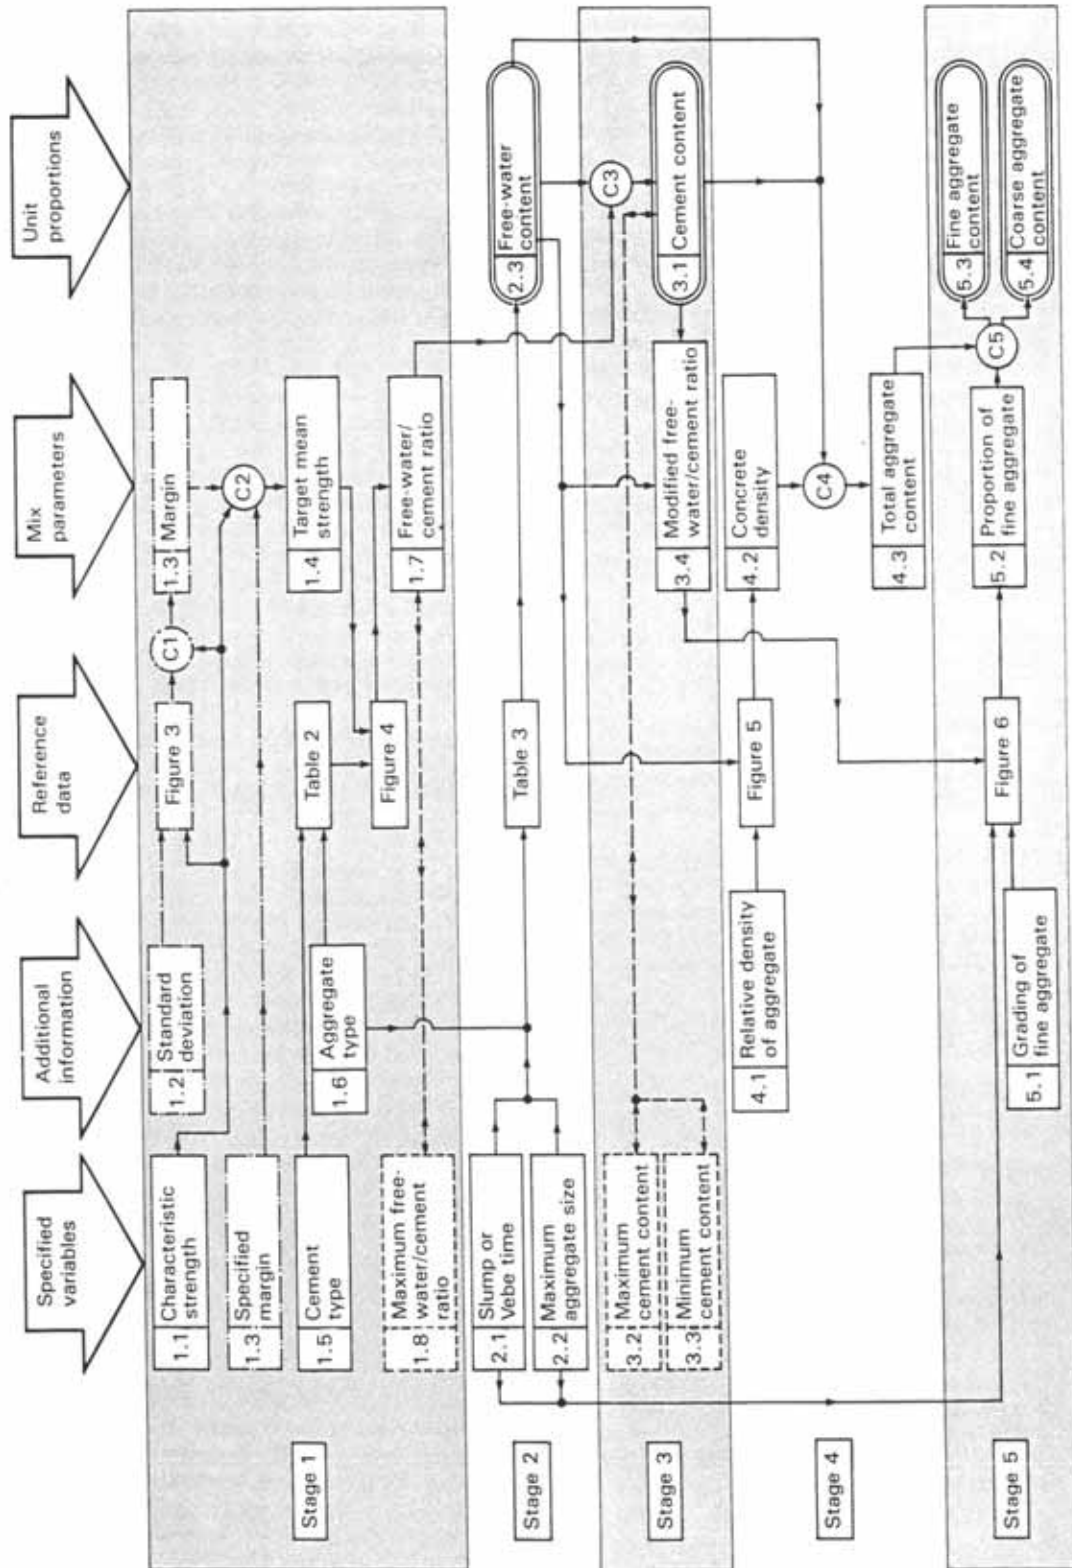 Specified
variables
Additional
information
Reference
data
Mix
parameters
Unit
proportions
Stage 1
1.1 Characteristic
strength
1.2 Standard
deviation
Figure 3
C1
1.3 Margin
1.3 Specified
margin
C2
1.5 Cement
type
1.6 Aggregate
type
Table 2
1.4 Target mean
strength
Figure 4
1.8 Maximum free-
water/cement
ratio
1.7 Free-water/
cement ratio
Stage 2
2.1 Slump or
Vebe time
2.2 Maximum
aggregate size
Table 3
2.3 Free-water
content
Stage 3
C3
3.2 Maximum
cement content
3.3 Minimum
cement content
3.4 Modified free-
water/cement ratio
3.1 Cement content
Stage 4
4.1 Relative density
of aggregate
Figure 5
4.2 Concrete
density
C4
4.3 Total aggregate
content
Stage 5
5.1 Grading of
fine aggregate
Figure 6
5.2 Proportion of
fine aggregate
C5
5.3 Fine aggregate
content
5.4 Coarse aggregate
content